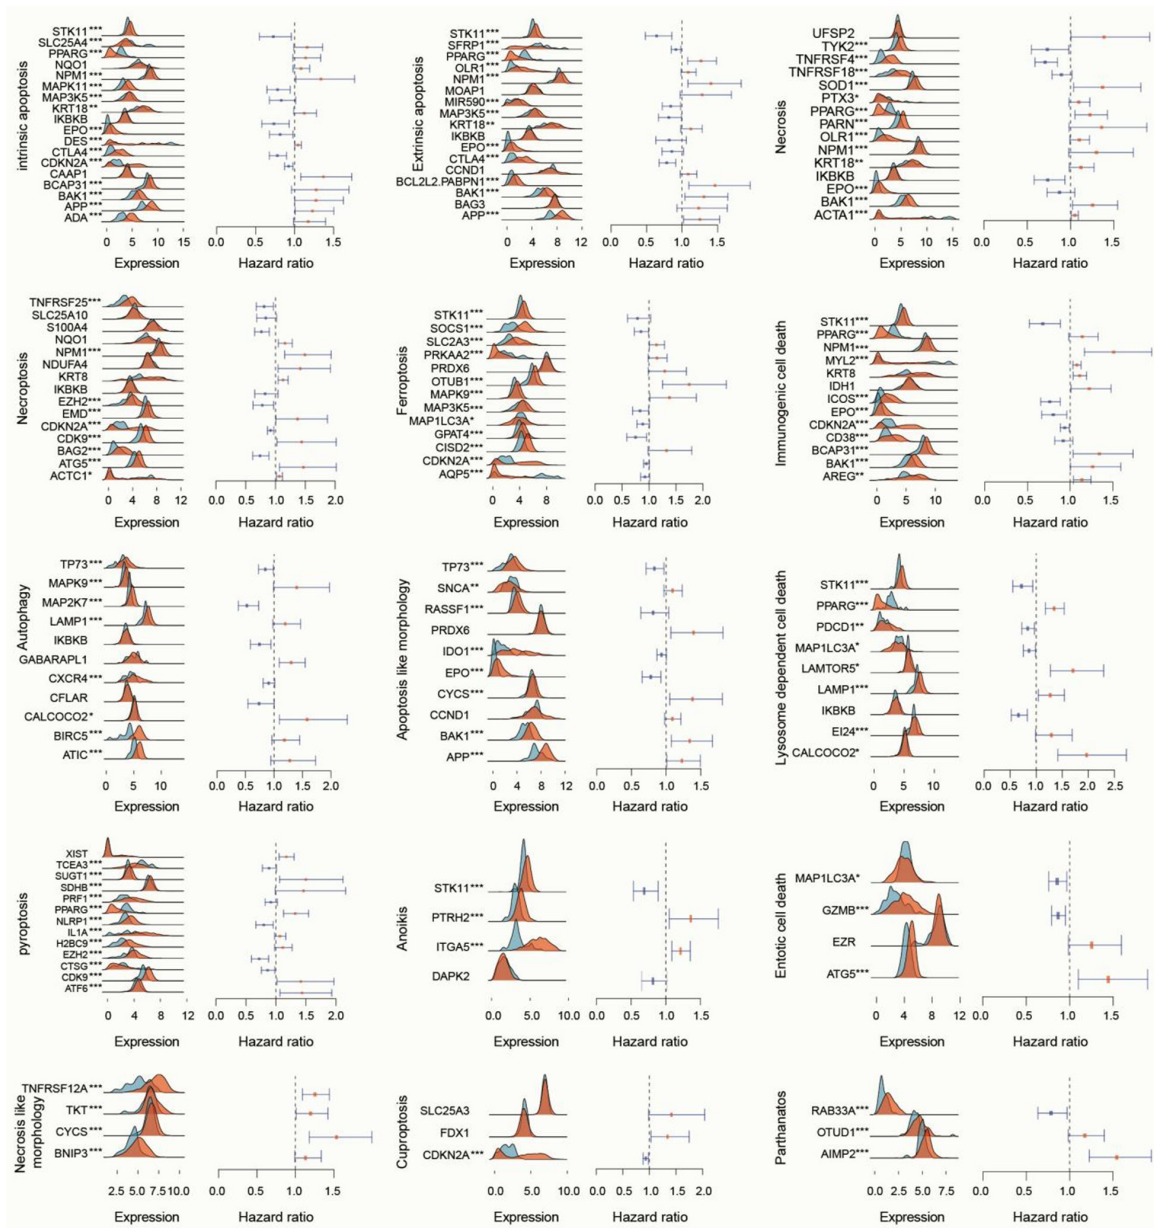 intrinsic apoptosis
STK11***
SLC25A4***
PPARG***
NQO1
NPM1***
MAPK11***
MAP3K5***
KRT18**
IKBKB
EPO***
DES***
CTLA4***
CDKN2A***
CAAP1
BCAP31***
BAK1***
APP***
ADA***
0 5 10 15
0.0 0.5 1.0 1.5
Expression
Hazard ratio
Extrinsic apoptosis
STK11***
SFRP1***
PPARG***
OLR1***
NPM1***
MOAP1
MIR590***
MAP3K5***
KRT18**
IKBKB
EPO***
CTLA4***
CCND1
BCL2L2.PABPN1***
BAK1***
BAG3
APP***
0 4 8 12
0.0 0.5 1.0 1.5
Expression
Hazard ratio
Necrosis
UFSP2
TYK2***
TNFRSF4***
TNFRSF18***
SOD1***
PTX3*
PPARG***
PARN***
OLR1***
NPM1***
KRT18**
IKBKB
EPO***
BAK1***
ACTA1***
0 5 10 15
0.0 0.5 1.0 1.5
Expression
Hazard ratio
Necroptosis
TNFRSF25***
SLC25A10
S100A4
NQO1
NPM1***
NDUFA4
KRT8
IKBKB
EZH2***
EMD***
CDKN2A***
CDK9***
BAG2***
ATG5***
ACTC1*
0 4 8 12
0.0 0.5 1.0 1.5 2.0
Expression
Hazard ratio
Ferroptosis
STK11***
SOCS1***
SLC2A3***
PRKAA2***
PRDX6
OTUB1***
MAPK9***
MAP3K5***
MAP1LC3A*
GPAT4***
CISD2***
CDKN2A***
AQP5***
0 4 8
0.0 0.5 1.0 1.5 2.0
Expression
Hazard ratio
Immunogenic cell death
STK11***
PPARG***
NPM1***
MYL2***
KRT8
IDH1
ICOS***
EPO***
CDKN2A***
CD38***
BCAP31***
BAK1***
AREG**
0 5 10
0.0 0.5 1.0 1.5
Expression
Hazard ratio
Autophagy
TP73***
MAPK9***
MAP2K7***
LAMP1***
IKBKB
GABARAPL1
CXCR4***
CFLAR
CALCOCO2*
BIRC5***
ATIC***
0 5 10
0.0 0.5 1.0 1.5 2.0
Expression
Hazard ratio
Apoptosis like morphology
TP73***
SNCA**
RASSF1***
PRDX6
IDO1***
EPO***
CYCS***
CCND1
BAK1***
APP***
0 4 8 12
0.0 0.5 1.0 1.5
Expression
Hazard ratio
Lysosome dependent cell death
STK11***
PPARG***
PDCD1**
MAP1LC3A*
LAMTOR5*
LAMP1***
IKBKB
EI24***
CALCOCO2*
0 5 10
0.0 0.5 1.0 1.5 2.0 2.5
Expression
Hazard ratio
pyroptosis
XIST
TCEA3***
SUGT1***
SDHB***
PRF1***
PPARG***
NLRP1***
IL1A***
H2BC9***
EZH2***
CTSG***
CDK9***
ATF6***
0 4 8 12
0.0 0.5 1.0 1.5 2.0
Expression
Hazard ratio
Anoikis
STK11***
PTRH2***
ITGA5***
DAPK2
0.0 5.0 10.0
0.0 0.5 1.0 1.5
Expression
Hazard ratio
Entotic cell death
MAP1LC3A*
GZMB***
EZR
ATG5***
0 4 8 12
0.0 0.5 1.0 1.5
Expression
Hazard ratio
Necrosis like morphology
TNFRSF12A***
TKT***
CYCS***
BNIP3***
2.5 5.0 7.5 10.0
0.0 0.5 1.0 1.5
Expression
Hazard ratio
Cuproptosis
SLC25A3
FDX1
CDKN2A***
0.0 5.0 10.0
0.0 0.5 1.0 1.5 2.0
Expression
Hazard ratio
Parthanatos
RAB33A***
OTUD1***
AIMP2***
0.0 5.0 10.0
0.0 0.5 1.0 1.5
Expression
Hazard ratio